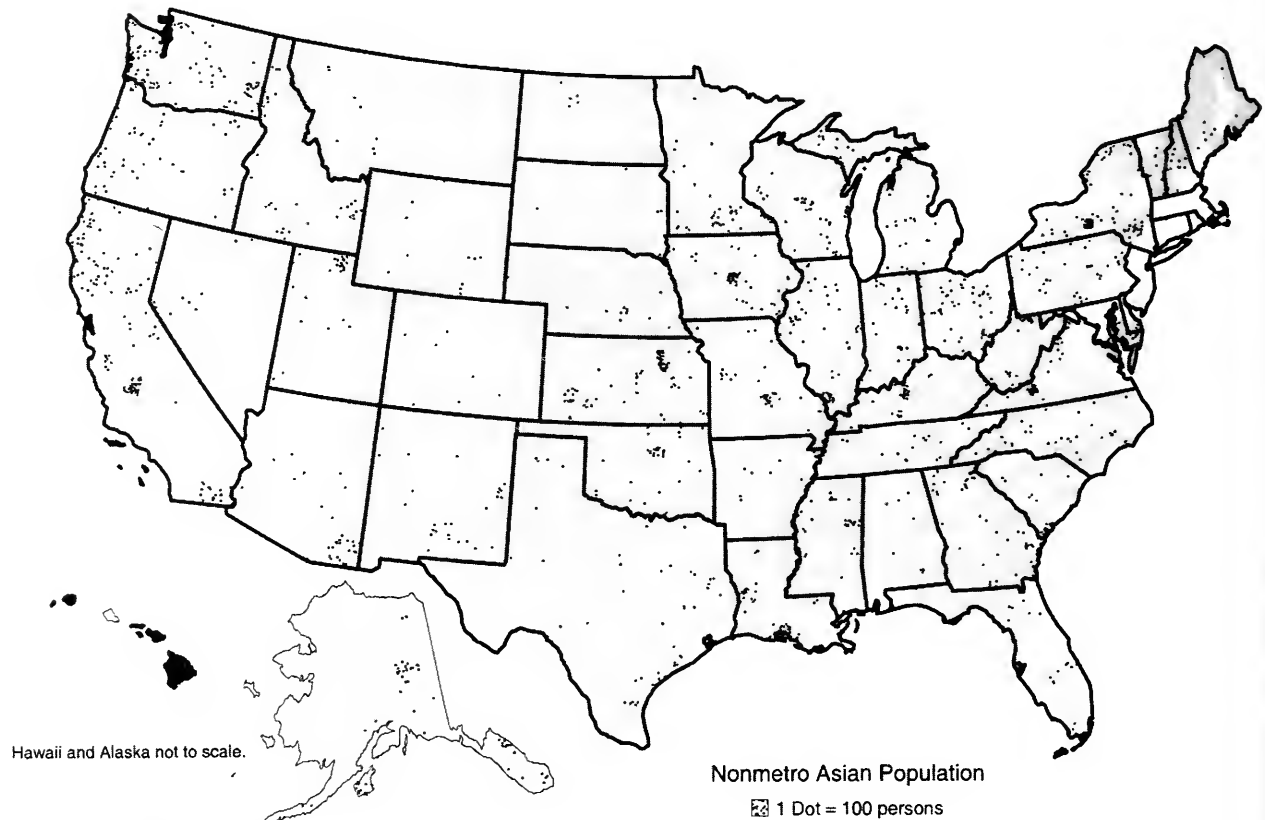 Hawaii and Alaska not to scale.
Nonmetro Asian Population
1 Dot = 100 persons